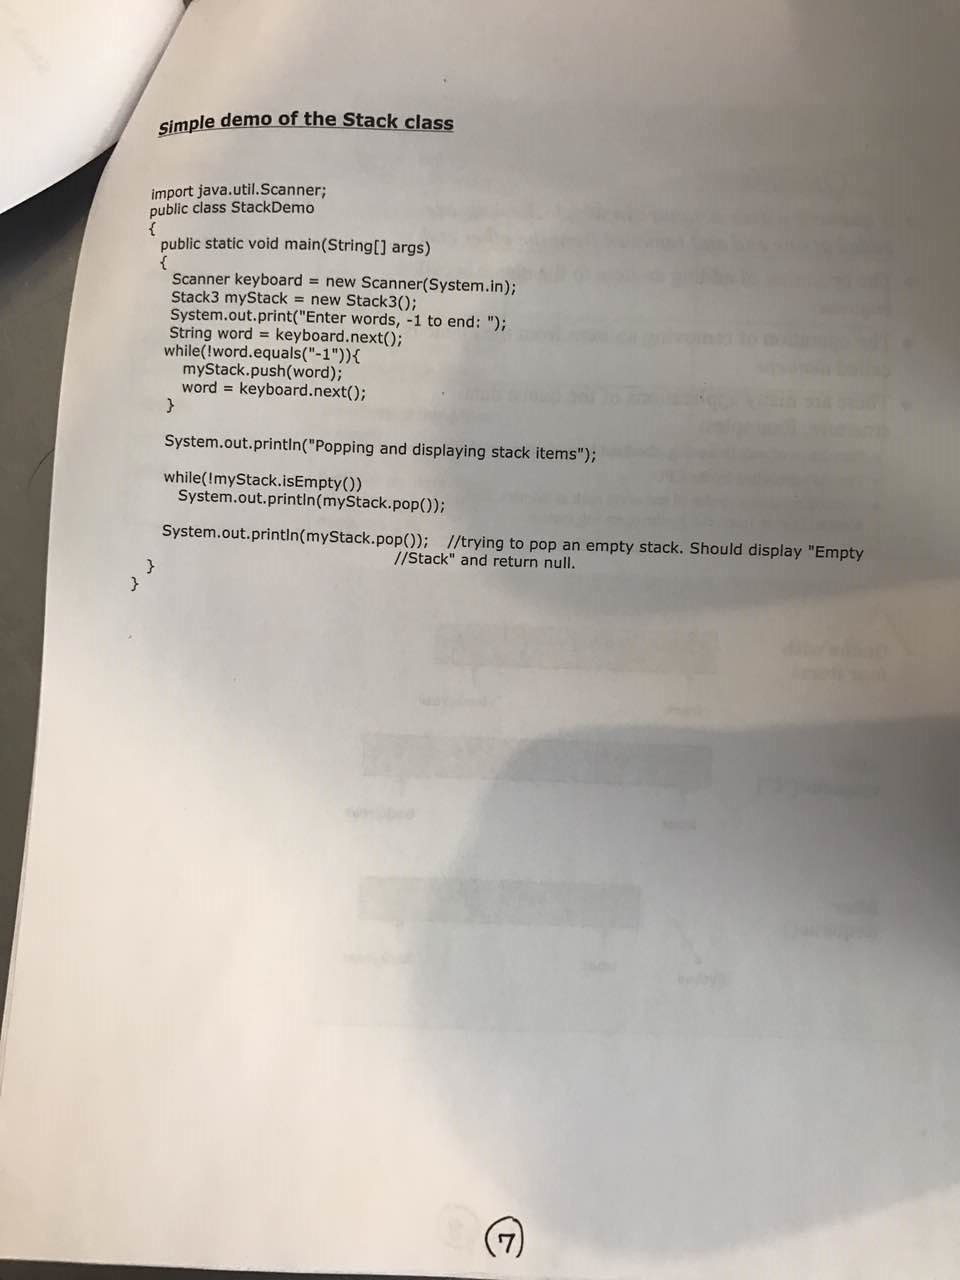 Simple demo of the Stack class
import java.util.Scanner;
public class StackDemo
{
public static void main(String[] args)
{
Scanner keyboard = new Scanner(System.in);
Stack3 myStack = new Stack3();
System.out.print("Enter words, -1 to end: ");
String word = keyboard.next();
while(!word.equals("-1")){
myStack.push(word);
word = keyboard.next();
}
System.out.println("Popping and displaying stack items");
while(!myStack.isEmpty())
System.out.println(myStack.pop());
System.out.println(myStack.pop()); //trying to pop an empty stack. Should display "Empty
//Stack" and return null.
}
}
7